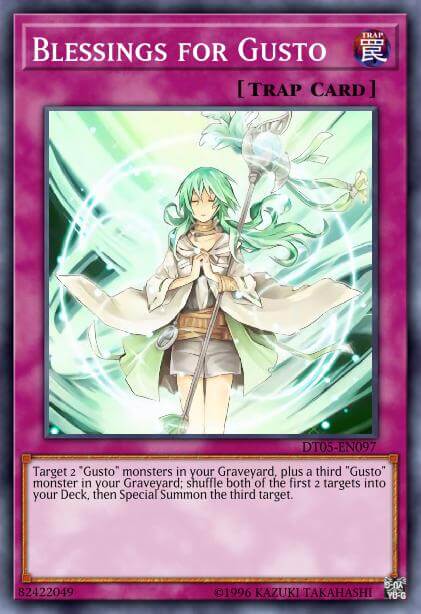 Blessings for Gusto
TRAP
罠
[Trap Card]
DT05-EN097
Target 2 "Gusto" monsters in your Graveyard, plus a third "Gusto"
monster in your Graveyard; shuffle both of the first 2 targets into
your Deck, then Special Summon the third target.
82422049
©1996 KAZUKI TAKAHASHI